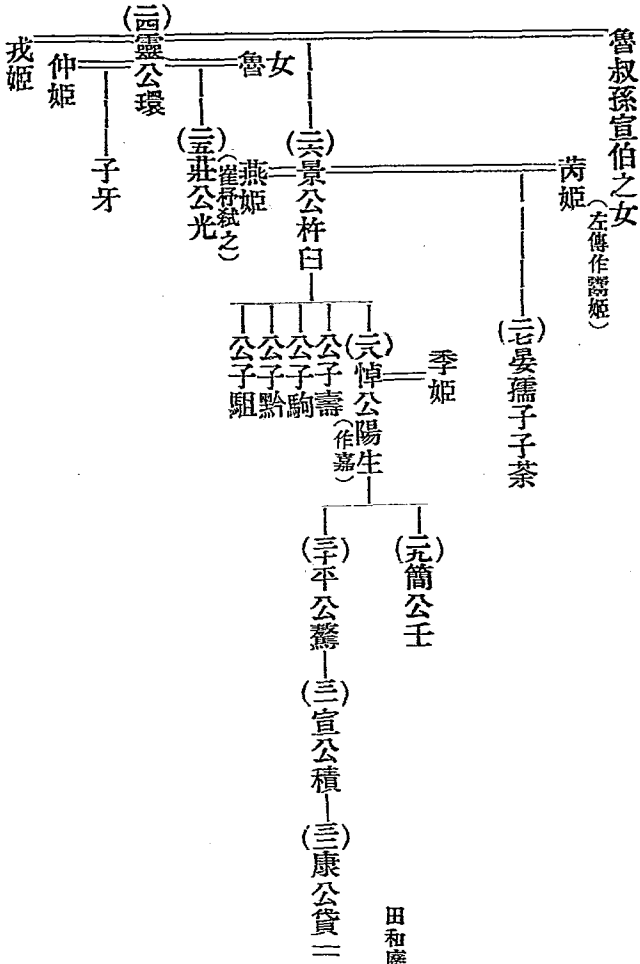 魯叔孫宣伯之女
(左傳作聲姬)
(二四)靈公環
戎姬
仲姬
魯女
子牙
(二五)莊公光
(崔杼弒之)
(二六)景公杵臼
燕姬
芮姬
(二七)晏孺子子荼
季姬
(二八)悼公陽生
公子壽
(作嘉)
公子駒
公子黔
公子駔
(二九)簡公壬
(三十)平公驁
(三一)宣公積
(三二)康公貸
田和